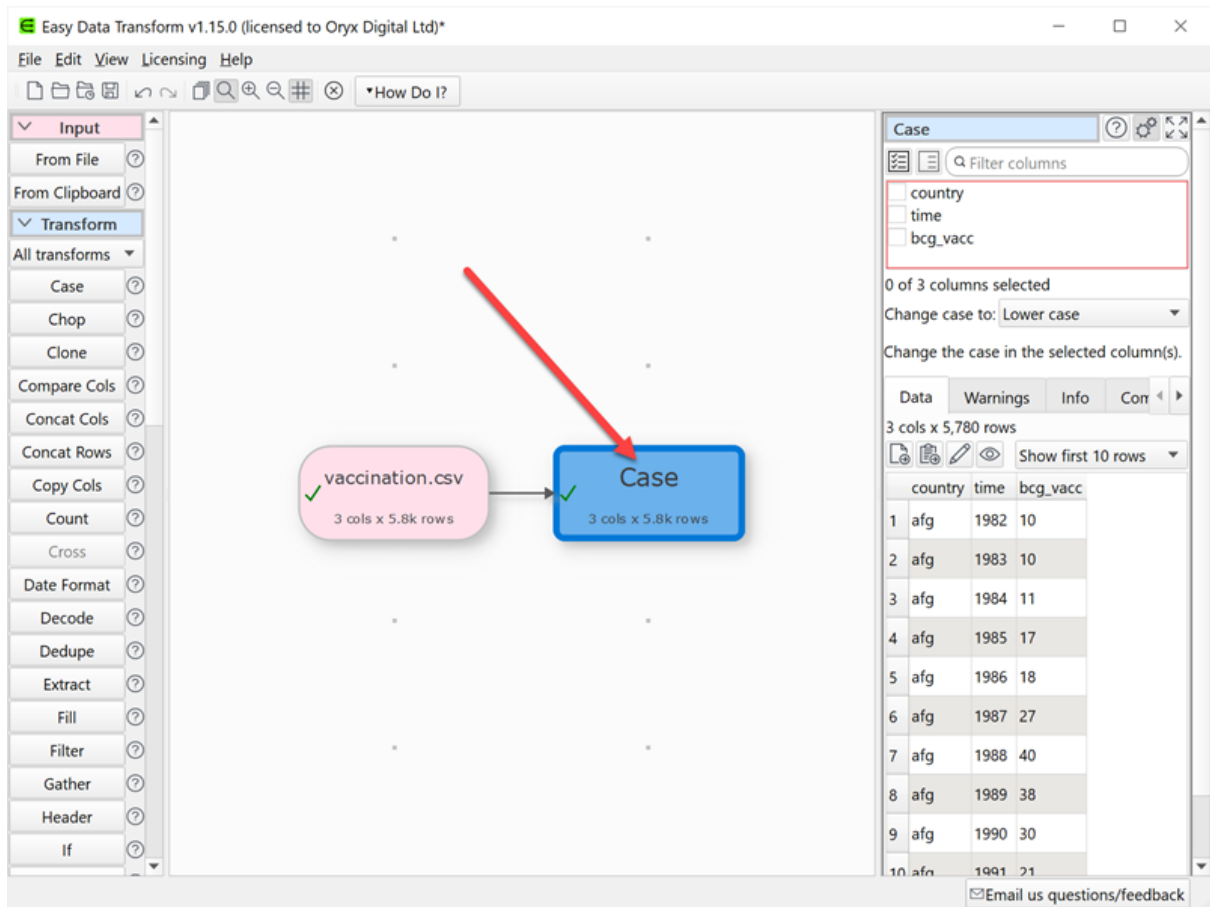 Easy Data Transform v1.15.0 (licensed to Oryx Digital Ltd)*
File Edit View Licensing Help
How Do I?
Input
From File
From Clipboard
Transform
All transforms
Case
Chop
Clone
Compare Cols
Concat Cols
Concat Rows
Copy Cols
Count
Cross
Date Format
Decode
Dedupe
Extract
Fill
Filter
Gather
Header
If
vaccination.csv
3 cols x 5.8k rows
Case
3 cols x 5.8k rows
Case
Filter columns
country
time
bcg_vacc
0 of 3 columns selected
Change case to: Lower case
Change the case in the selected column(s).
Data Warnings Info
3 cols x 5,780 rows
Show first 10 rows
country time bcg_vacc
1 afg 1982 10
2 afg 1983 10
3 afg 1984 11
4 afg 1985 17
5 afg 1986 18
6 afg 1987 27
7 afg 1988 40
8 afg 1989 38
9 afg 1990 30
10 afg 1991 21
Email us questions/feedback